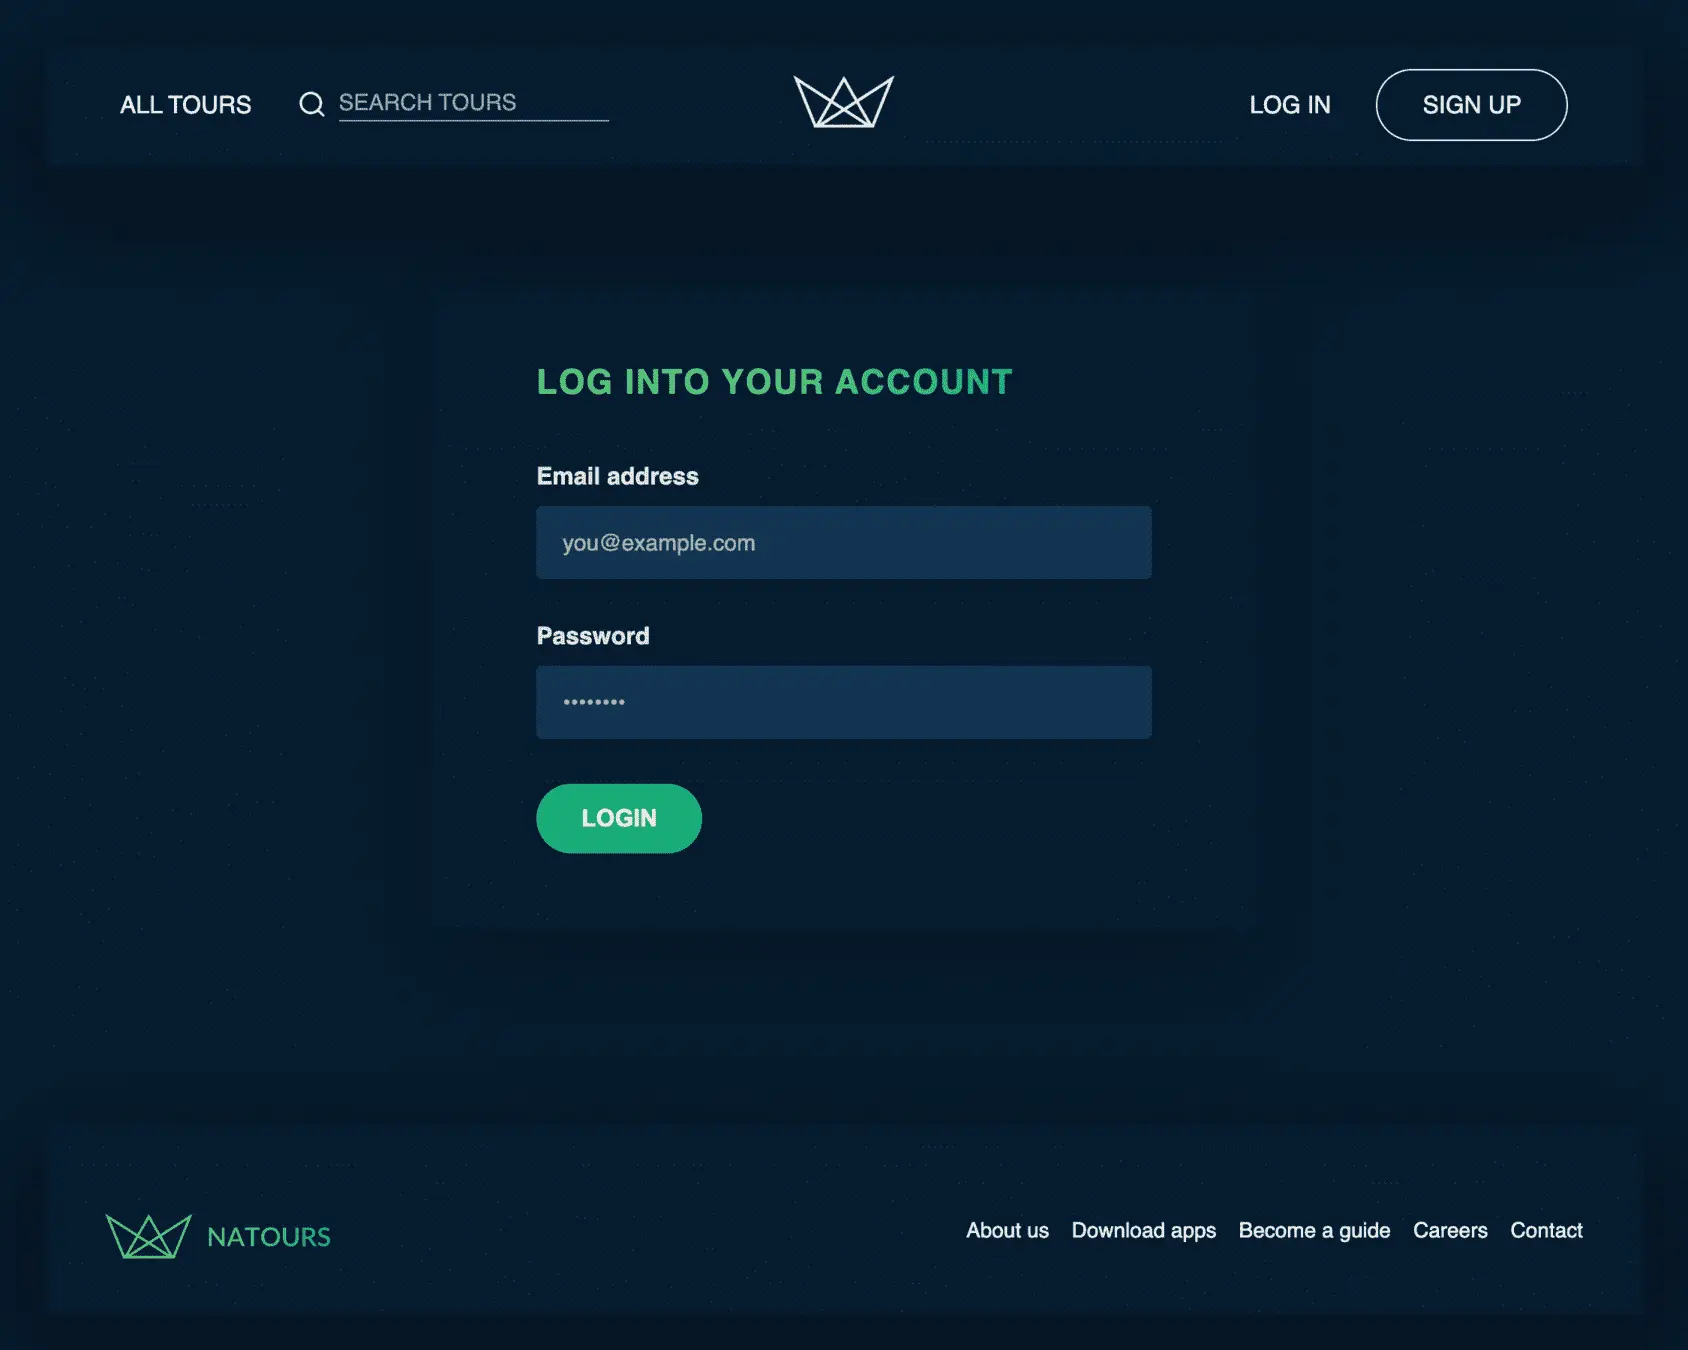 ALL TOURS
SEARCH TOURS
LOG IN
SIGN UP
LOG INTO YOUR ACCOUNT
Email address
you@example.com
Password
••••••••
LOGIN
NATOURS
About us
Download apps
Become a guide
Careers
Contact